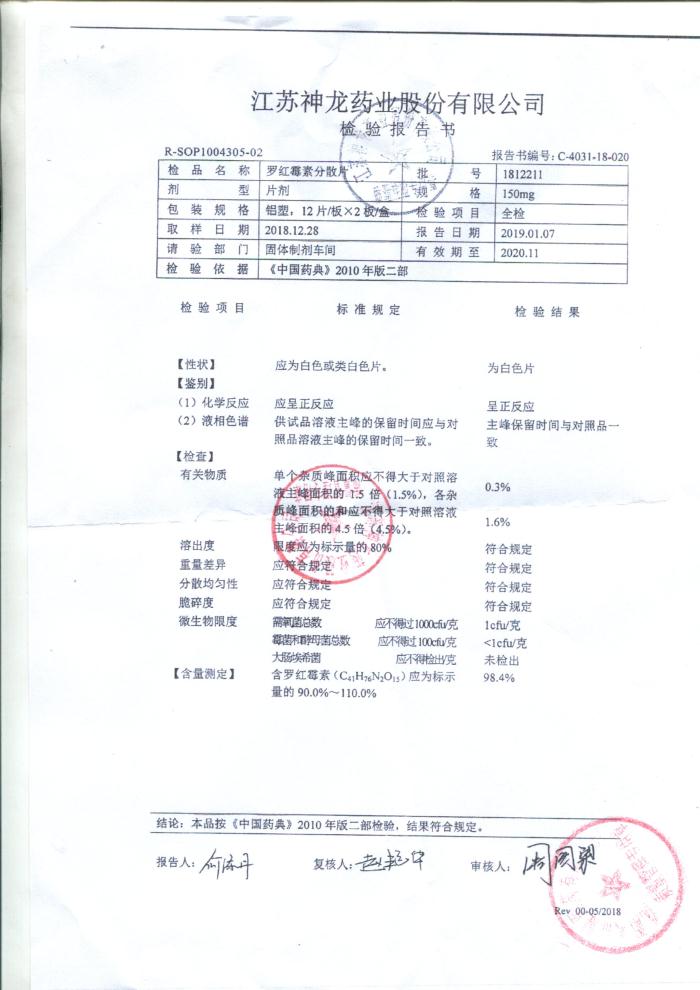 江苏神龙药业股份有限公司
检验报告书
R-SOP1004305-02 报告书编号: C-4031-18-020
检品名称 罗红霉素分散片 批号 1812211
剂型 片剂 规格 150mg
包装规格 铝塑，12片/板×2板/盒 检验项目 全检
取样日期 2018.12.28 报告日期 2019.01.07
请验部门 固体制剂车间 有效期至 2020.11
检验依据 《中国药典》2010年版二部
检验项目 标准规定 检验结果
【性状】 应为白色或类白色片。 为白色片
【鉴别】
（1）化学反应 应呈正反应 呈正反应
（2）液相色谱 供试品溶液主峰的保留时间应与对 主峰保留时间与对照品一
照品溶液主峰的保留时间一致。 致
【检查】
有关物质 单个杂质峰面积应不得大于对照溶
液主峰面积的1.5倍（1.5%），各杂 0.3%
质峰面积的和应不得大于对照溶液
主峰面积的4.5倍（4.5%）。 1.6%
溶出度 限度应为标示量的80% 符合规定
重量差异 应符合规定 符合规定
分散均匀性 应符合规定 符合规定
脆碎度 应符合规定 符合规定
微生物限度 需氧菌总数 应不得过1000cfu/克 1cfu/克
霉菌和酵母菌总数 应不得过100cfu/克 <1cfu/克
大肠埃希菌 应不得检出/克 未检出
【含量测定】 含罗红霉素（C₄₁H₇₆N₂O₁₅）应为标示 98.4%
量的90.0%～110.0%
结论：本品按《中国药典》2010年版二部检验，结果符合规定。
报告人: 复核人: 审核人:
Rev 00-05/2018